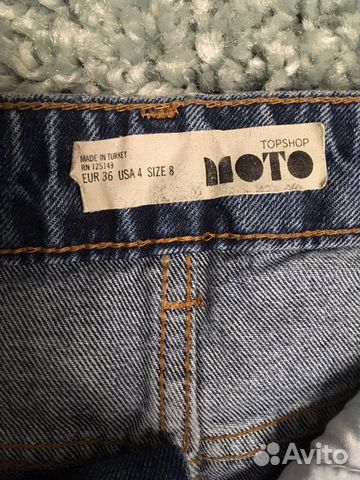 TOPSHOP
MOTO
MADE IN TURKEY
RN 125149
EUR 36 USA 4 SIZE 8
Avito